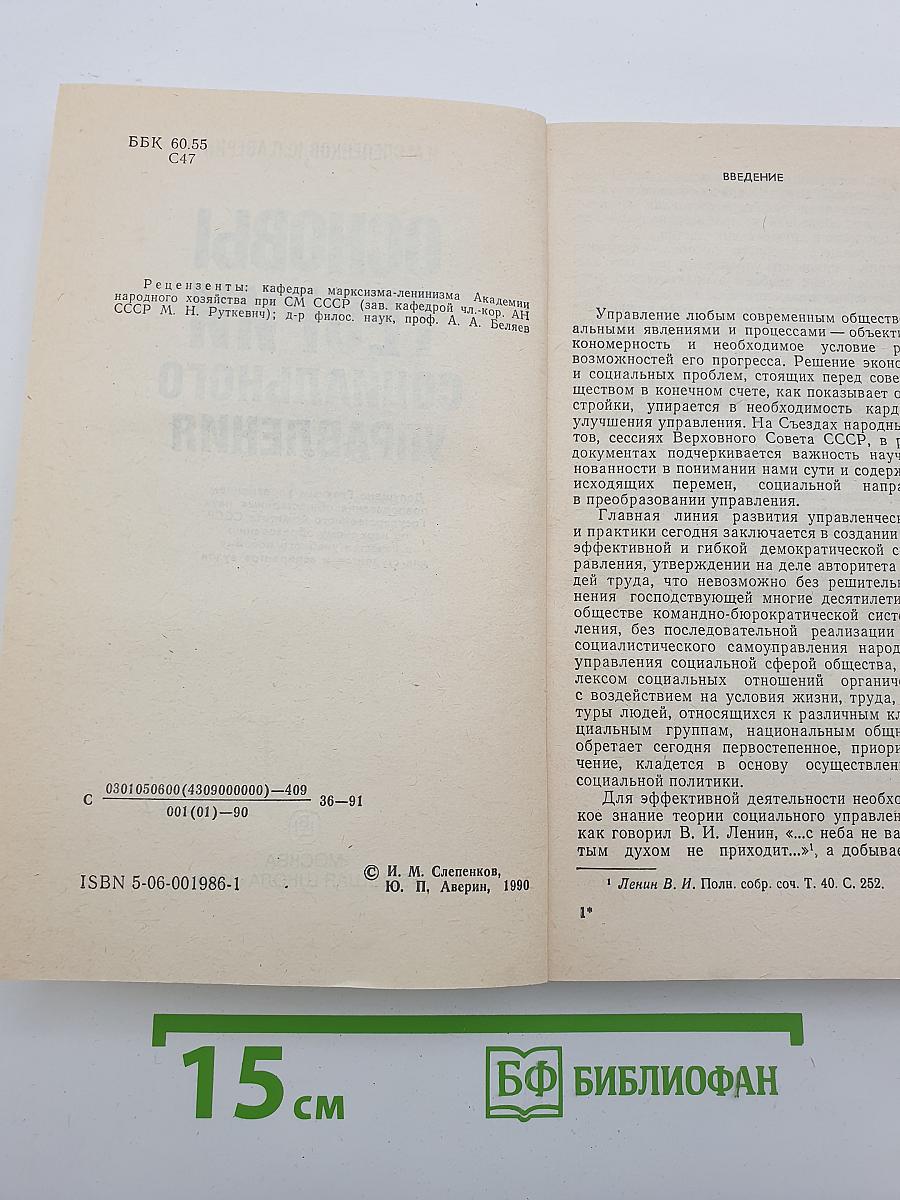 ББК 60.55
С47
Рецензенты: кафедра марксизма-ленинизма Академии
народного хозяйства при СМ СССР (зав. кафедрой чл.-кор. АН
СССР М. Н. Руткевич); д-р филос. наук, проф. А. А. Беляев
С 0301050600(4309000000)—409
001(01)—90
36—91
ISBN 5-06-001986-1
© И. М. Слепенков,
Ю. П, Аверин, 1990
ВВЕДЕНИЕ
Управление любым современным обществе
альными явлениями и процессами — объекти
кономерность и необходимое условие р
возможностей его прогресса. Решение эконо
и социальных проблем, стоящих перед сове
ществом в конечном счете, как показывает о
стройки, упирается в необходимость кард
улучшения управления. На Съездах народны
тов, сессиях Верховного Совета СССР, в р
документах подчеркивается важность науч
нованности в понимании нами сути и содерж
исходящих перемен, социальной напра
в преобразовании управления.
Главная линия развития управленческ
и практики сегодня заключается в создании
эффективной и гибкой демократической с
равления, утверждении на деле авторитета
дей труда, что невозможно без решительн
нения господствующей многие десятилети
обществе командно-бюрократической систе
ления, без последовательной реализации
социалистического самоуправления народ
управления социальной сферой общества,
лексом социальных отношений органиче
с воздействием на условия жизни, труда,
туры людей, относящихся к различным кл
циальным группам, национальным общн
обретает сегодня первостепенное, приори
чение, кладется в основу осуществлен
социальной политики.
Для эффективной деятельности необхо
кое знание теории социального управлен
как говорил В. И. Ленин, «...с неба не ва
тым духом не приходит...»¹, а добывае
¹ Ленин В. И. Полн. собр. соч. Т. 40. С. 252.
1*
15 см
БФ БИБЛИОФАН